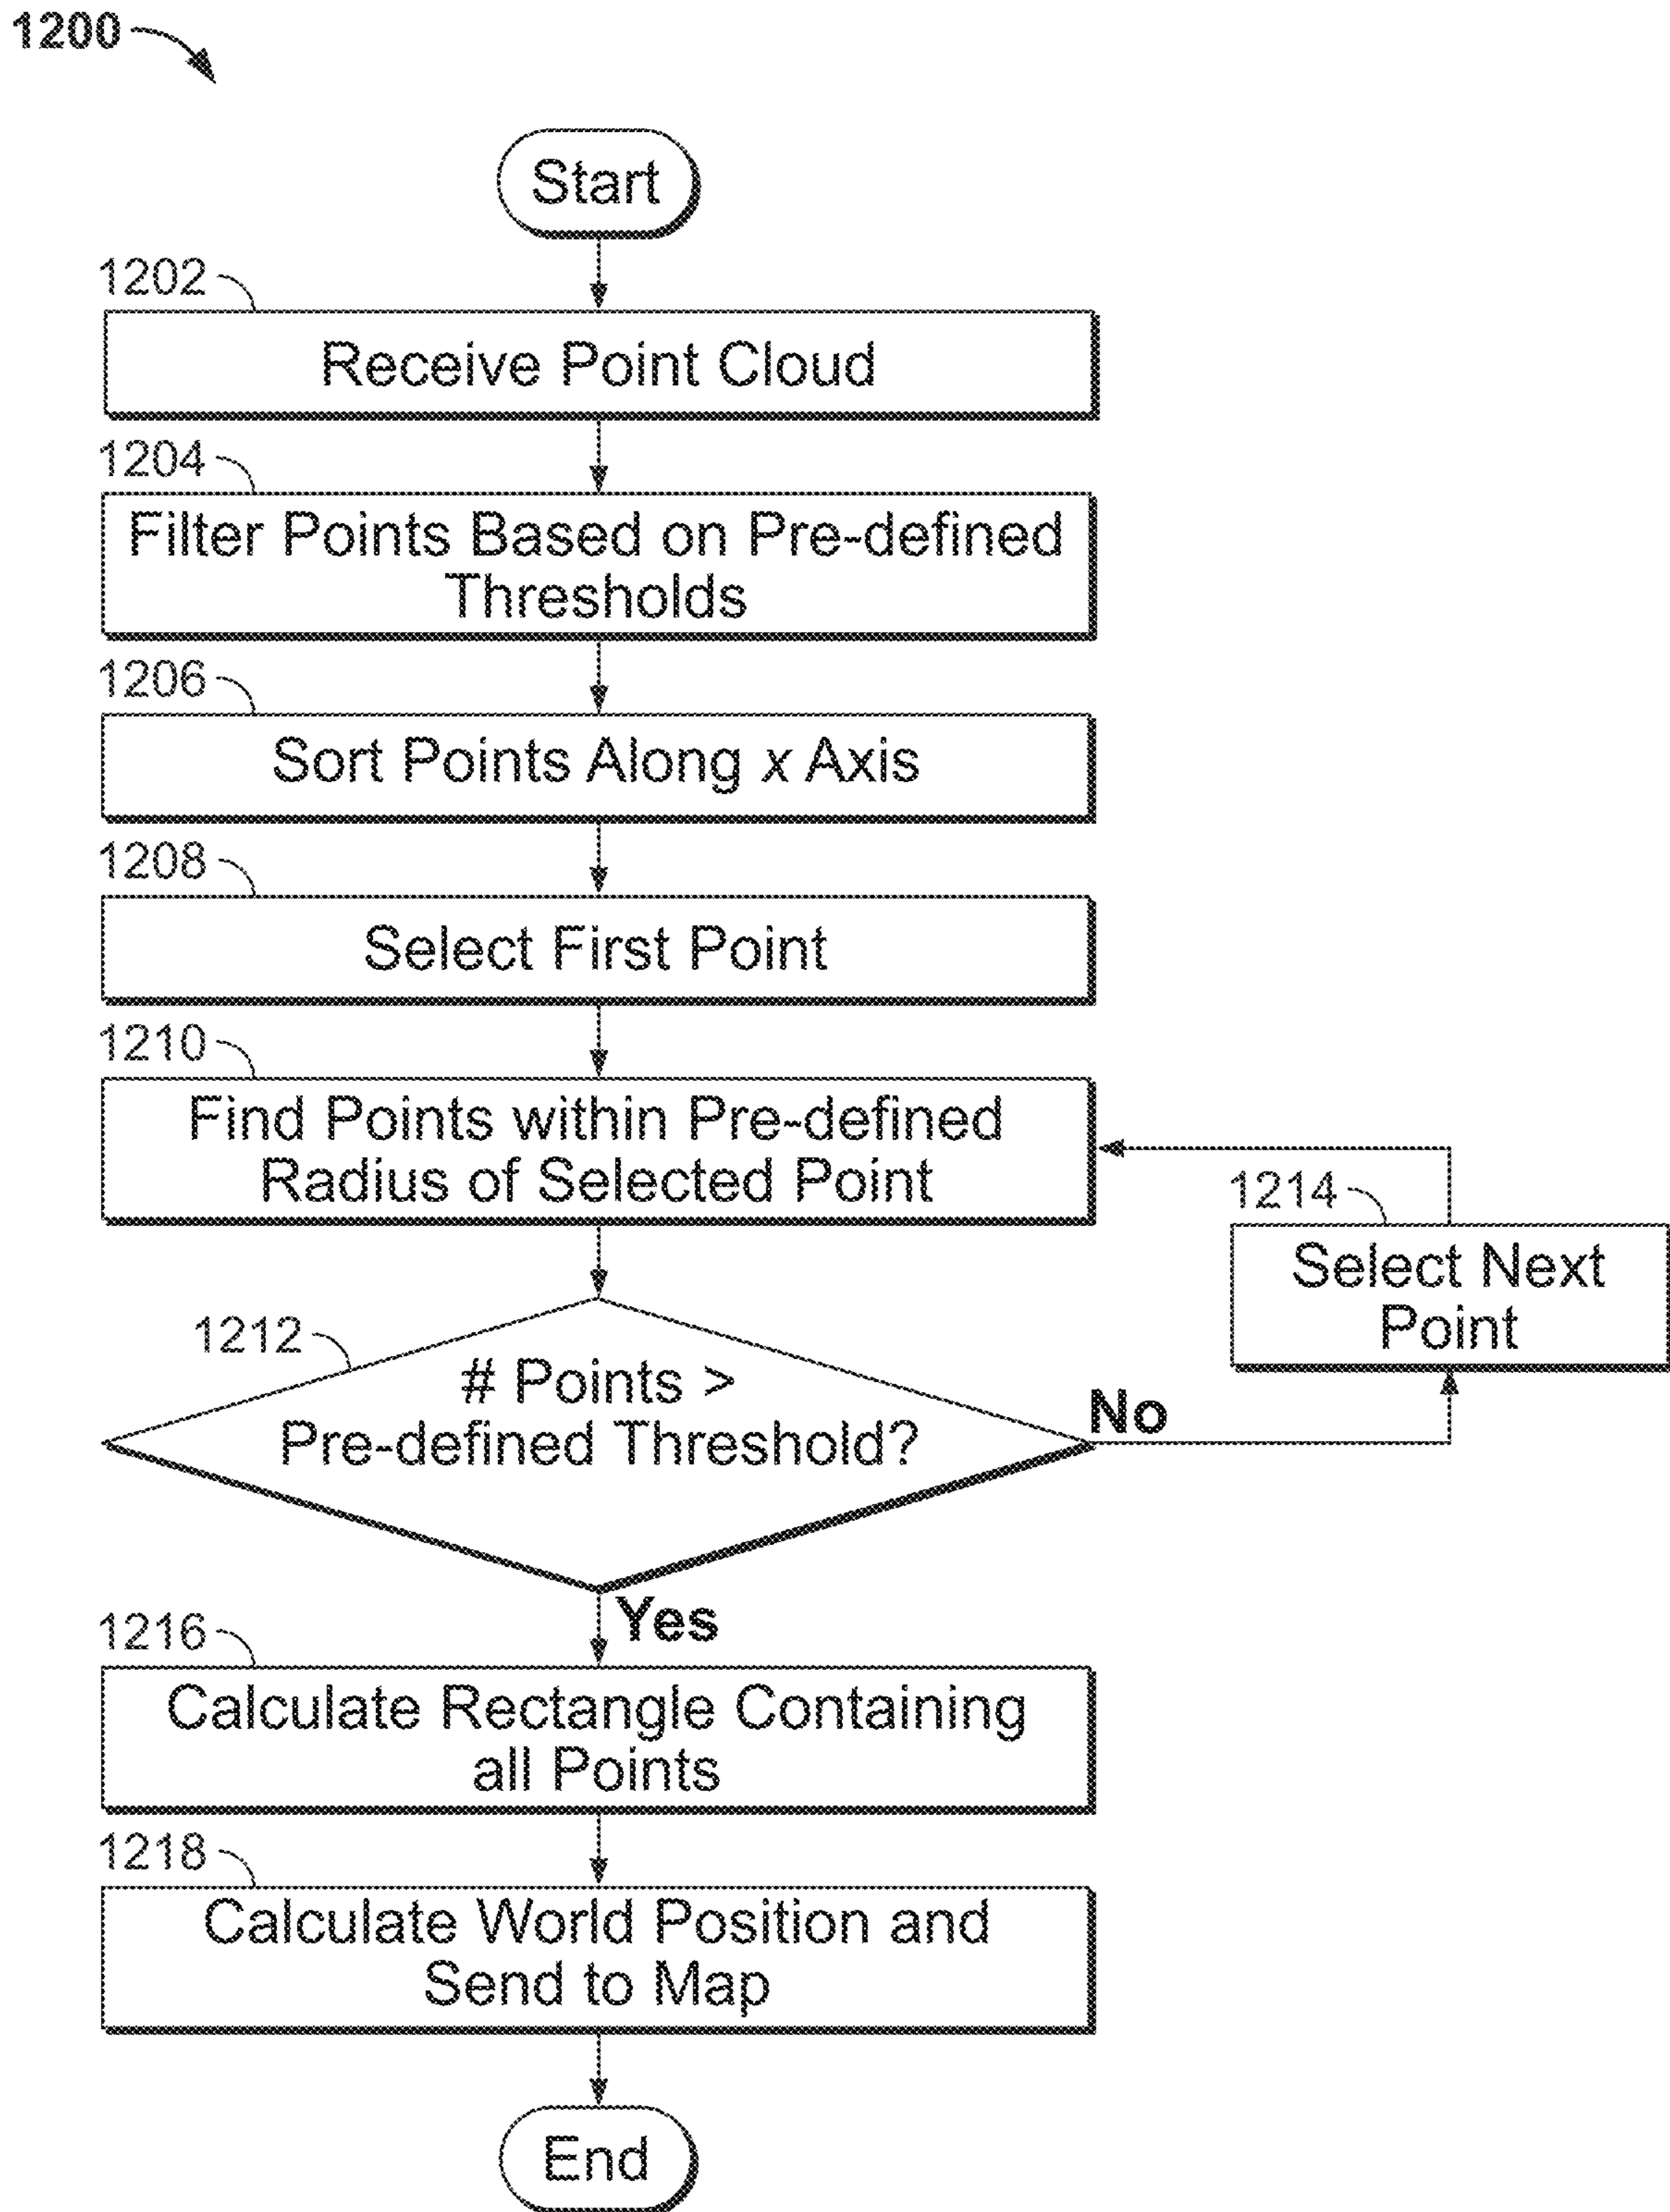 1200
Start
1202
Receive Point Cloud
1204
Filter Points Based on Pre-defined
Thresholds
1206
Sort Points Along x Axis
1208
Select First Point
1210
Find Points within Pre-defined
Radius of Selected Point
1214
Select Next
Point
1212
# Points >
Pre-defined Threshold?
No
Yes
1216
Calculate Rectangle Containing
all Points
1218
Calculate World Position and
Send to Map
End